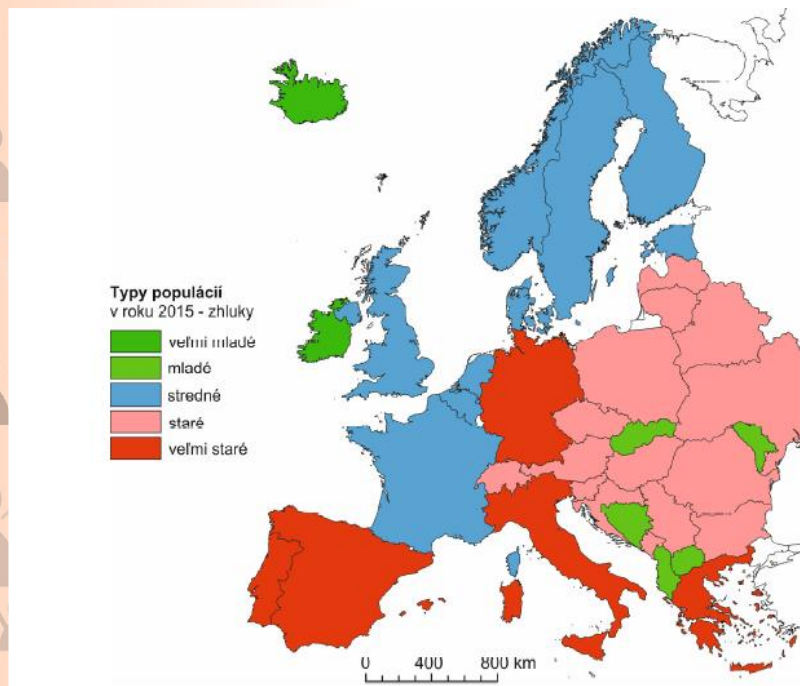 Typy populácií
v roku 2015 - zhluky
veľmi mladé
mladé
stredné
staré
veľmi staré
0 400 800 km